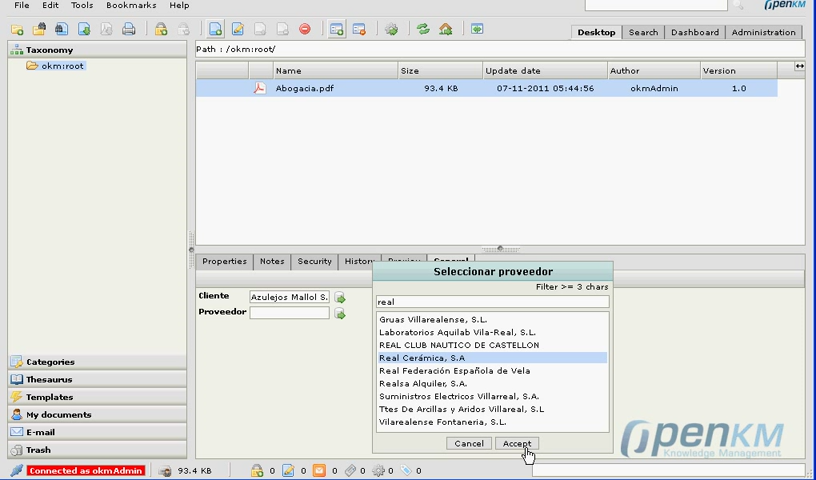 File Edit Tools Bookmarks Help
OpenKM
Desktop Search Dashboard Administration
Taxonomy
okm:root
Path : /okm:root/
Name Size Update date Author Version
Abogacia.pdf 93.4 KB 07-11-2011 05:44:56 okmAdmin 1.0
Properties Notes Security History Preview General
Seleccionar proveedor
Filter >= 3 chars
Cliente Azulejos Mallol S.
Proveedor
real
Gruas Villarealense, S.L.
Laboratorios Aquilab Vila-Real, S.L.
REAL CLUB NAUTICO DE CASTELLON
Real Cerámica, S.A
Real Federación Española de Vela
Realsa Alquiler, S.A.
Suministros Electricos Villarreal, S.A.
Ttes De Arcillas y Aridos Villareal, S.L
Vilarealense Fontaneria, S.L.
Cancel Accept
Categories
Thesaurus
Templates
My documents
E-mail
Trash
OpenKM
Knowledge Management
Connected as okmAdmin 93.4 KB 0 0 0 0 0 0